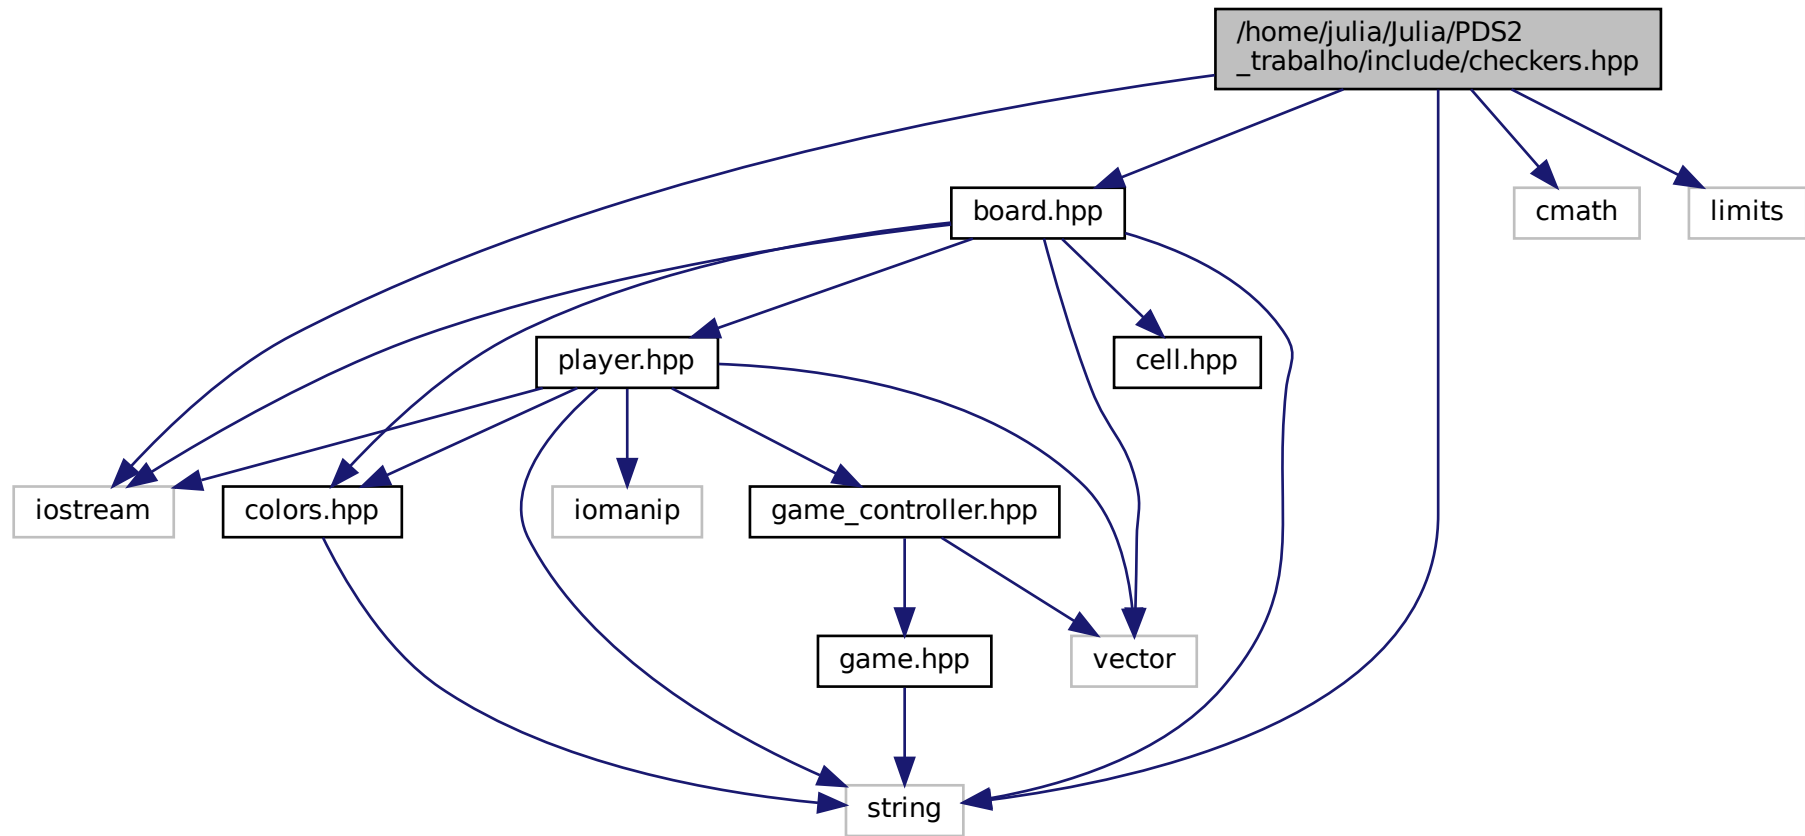 /home/julia/Julia/PDS2
_trabalho/include/checkers.hpp
board.hpp
cmath
limits
player.hpp
cell.hpp
iostream
colors.hpp
iomanip
game_controller.hpp
game.hpp
vector
string